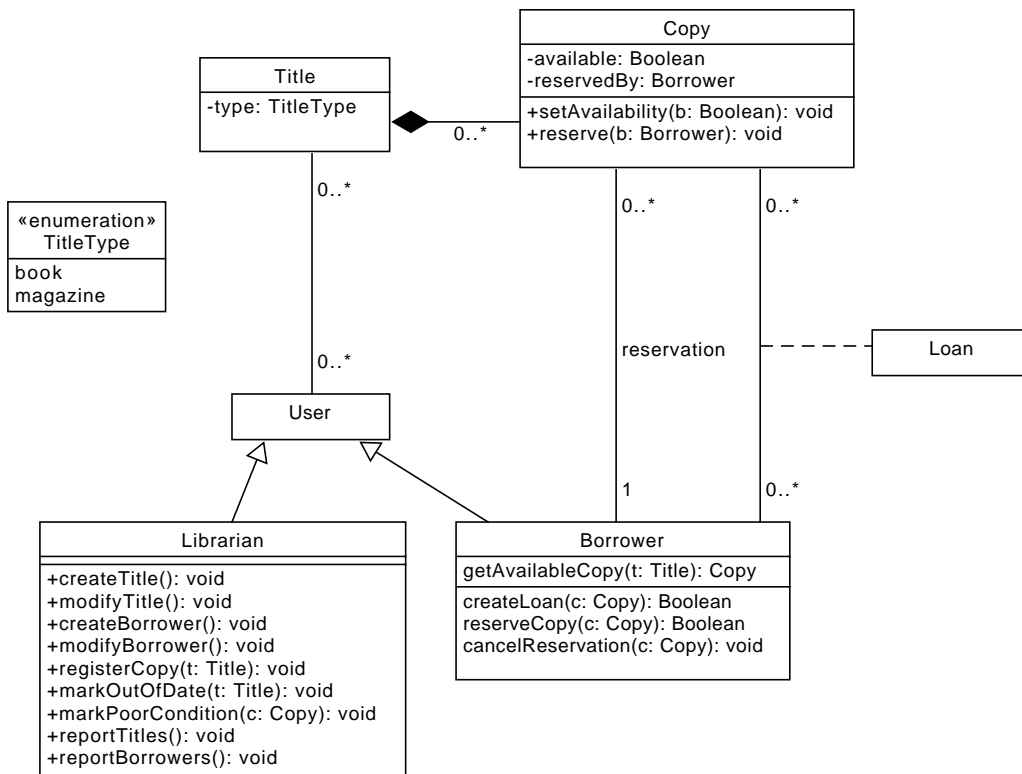 Copy
-available: Boolean
-reservedBy: Borrower
+setAvailability(b: Boolean): void
+reserve(b: Borrower): void
Title
-type: TitleType
0..*
0..*
0..*
0..*
«enumeration»
TitleType
book
magazine
reservation
Loan
0..*
User
1
0..*
Librarian
+createTitle(): void
+modifyTitle(): void
+createBorrower(): void
+modifyBorrower(): void
+registerCopy(t: Title): void
+markOutOfDate(t: Title): void
+markPoorCondition(c: Copy): void
+reportTitles(): void
+reportBorrowers(): void
Borrower
getAvailableCopy(t: Title): Copy
createLoan(c: Copy): Boolean
reserveCopy(c: Copy): Boolean
cancelReservation(c: Copy): void